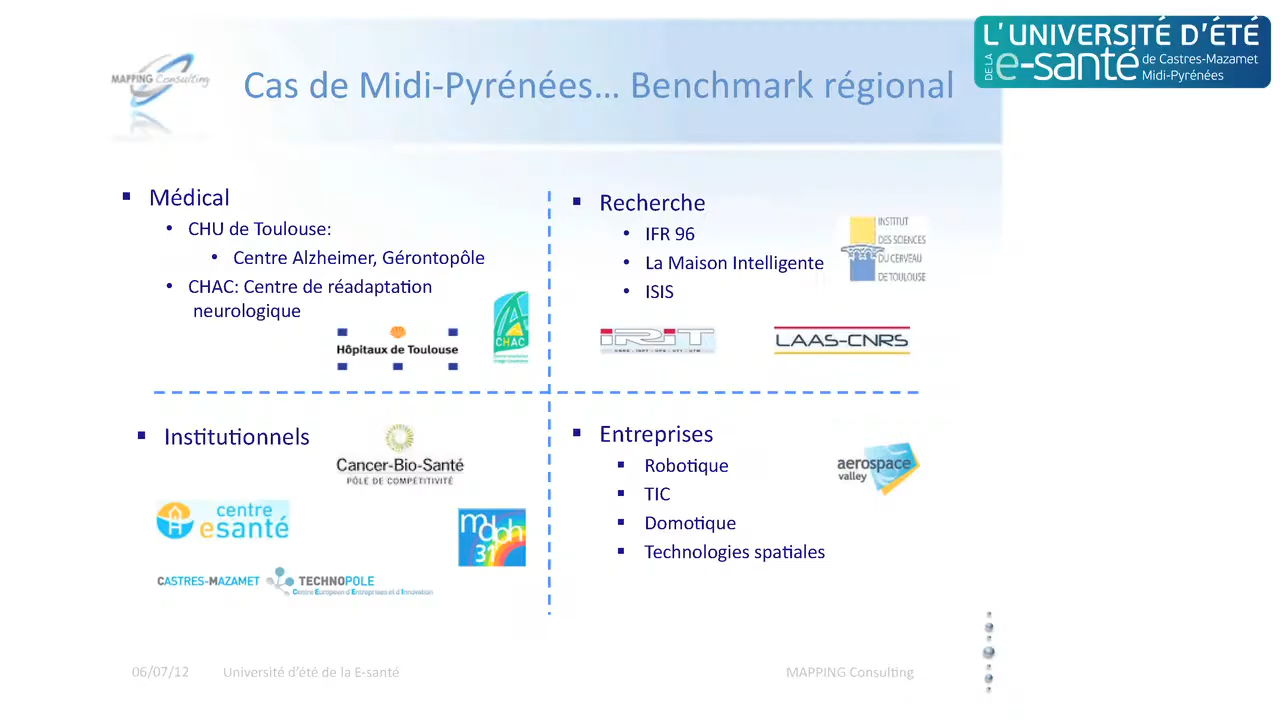 L'UNIVERSITÉ D'ÉTÉ
DE LA e-santé de Castres-Mazamet
Midi-Pyrénées
MAPPING Consulting
Cas de Midi-Pyrénées... Benchmark régional
▪ Médical
• CHU de Toulouse:
• Centre Alzheimer, Gérontopôle
• CHAC: Centre de réadaptation
neurologique
CHAC
Hôpitaux de Toulouse
▪ Recherche
• IFR 96
• La Maison Intelligente
• ISIS
INSTITUT
DES SCIENCES
DU CERVEAU
DE TOULOUSE
IRIT
LAAS-CNRS
▪ Institutionnels
Cancer-Bio-Santé
PÔLE DE COMPÉTITIVITÉ
centre
esanté
mdph
31
CASTRES-MAZAMET TECHNOPOLE
Centre Européen d'Entreprises et d'Innovation
▪ Entreprises
▪ Robotique
▪ TIC
▪ Domotique
▪ Technologies spatiales
aerospace
valley
06/07/12 Université d'été de la E-santé MAPPING Consulting